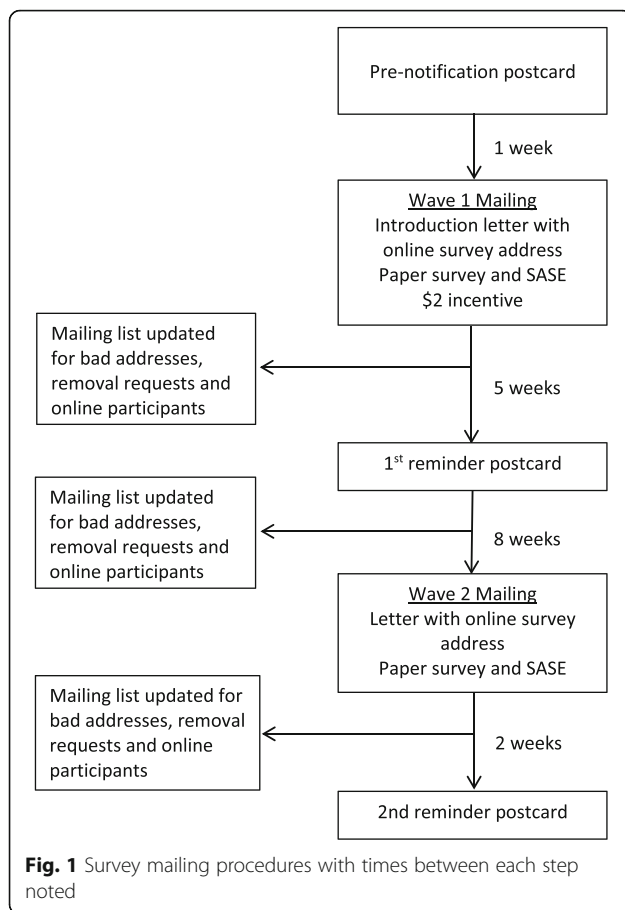 Pre-notification postcard
1 week
Wave 1 Mailing
Introduction letter with
online survey address
Paper survey and SASE
$2 incentive
Mailing list updated
for bad addresses,
removal requests and
online participants
5 weeks
1st reminder postcard
Mailing list updated
for bad addresses,
removal requests and
online participants
8 weeks
Wave 2 Mailing
Letter with online survey
address
Paper survey and SASE
Mailing list updated for
bad addresses, removal
requests and online
participants
2 weeks
2nd reminder postcard
Fig. 1 Survey mailing procedures with times between each step
noted